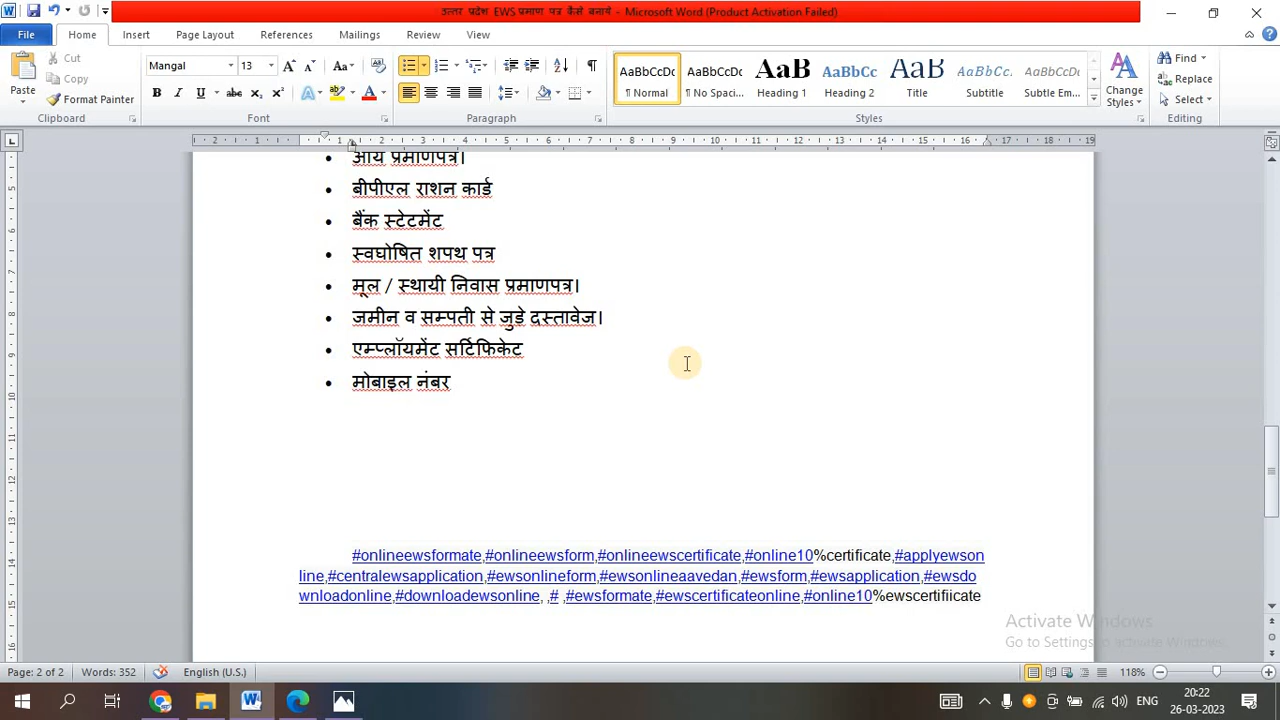 उत्तर प्रदेश EWS प्रमाण पत्र कैसे बनाये - Microsoft Word (Product Activation Failed)
File Home Insert Page Layout References Mailings Review View
Cut
Copy
Paste
Format Painter
Clipboard
Mangal 13
Font
Paragraph
AaBbCcDc AaBbCcDc AaB AaBbCc AaB AaBbCc. AaBbCcDc
¶ Normal ¶ No Spaci... Heading 1 Heading 2 Title Subtitle Subtle Em...
Change Styles
Styles
Find
Replace
Select
Editing
आय प्रमाणपत्र।
बीपीएल राशन कार्ड
बैंक स्टेटमेंट
स्वघोषित शपथ पत्र
मूल / स्थायी निवास प्रमाणपत्र।
जमीन व सम्पती से जुडे दस्तावेज।
एम्प्लॉयमेंट सर्टिफिकेट
मोबाइल नंबर
#onlineewsformate,#onlineewsform,#onlineewscertificate,#online10%certificate,#applyewson
line,#centralewsapplication,#ewsonlineform,#ewsonlineaavedan,#ewsform,#ewsapplication,#ewsdo
wnloadonline,#downloadewsonline, ,# ,#ewsformate,#ewscertificateonline,#online10%ewscertifiicate
Activate Windows
Go to Settings to activate Windows.
Page: 2 of 2 Words: 352 English (U.S.) 118%
ENG 20:22
26-03-2023